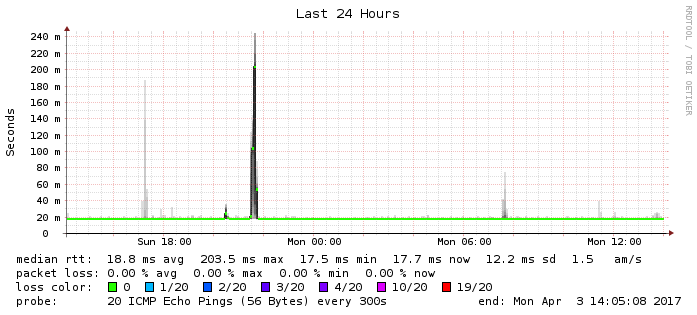 Last 24 Hours
RRDTOOL / TOBI OETIKER
Seconds
240 m
220 m
200 m
180 m
160 m
140 m
120 m
100 m
80 m
60 m
40 m
20 m
0
Sun 18:00 Mon 00:00 Mon 06:00 Mon 12:00
median rtt: 18.8 ms avg 203.5 ms max 17.5 ms min 17.7 ms now 12.2 ms sd 1.5 am/s
packet loss: 0.00 % avg 0.00 % max 0.00 % min 0.00 % now
loss color: 0 1/20 2/20 3/20 4/20 10/20 19/20
probe: 20 ICMP Echo Pings (56 Bytes) every 300s end: Mon Apr 3 14:05:08 2017